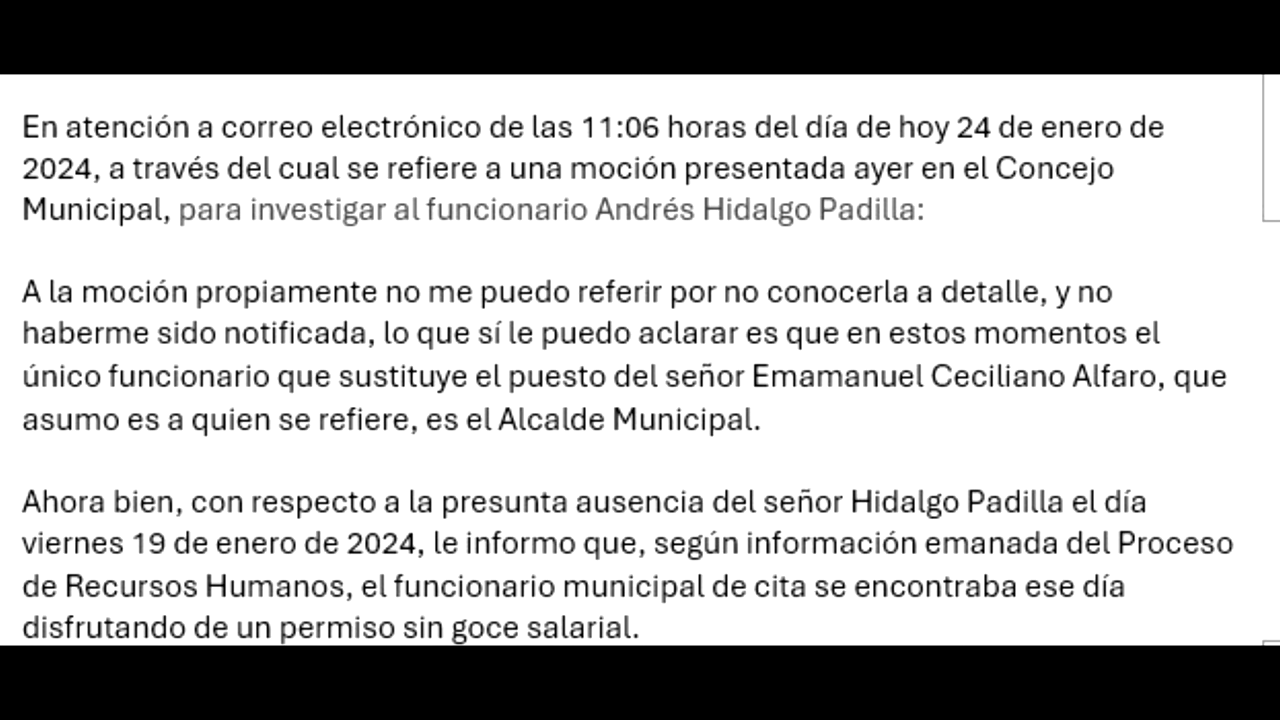 En atención a correo electrónico de las 11:06 horas del día de hoy 24 de enero de
2024, a través del cual se refiere a una moción presentada ayer en el Concejo
Municipal, para investigar al funcionario Andrés Hidalgo Padilla:
A la moción propiamente no me puedo referir por no conocerla a detalle, y no
haberme sido notificada, lo que sí le puedo aclarar es que en estos momentos el
único funcionario que sustituye el puesto del señor Emamanuel Ceciliano Alfaro, que
asumo es a quien se refiere, es el Alcalde Municipal.
Ahora bien, con respecto a la presunta ausencia del señor Hidalgo Padilla el día
viernes 19 de enero de 2024, le informo que, según información emanada del Proceso
de Recursos Humanos, el funcionario municipal de cita se encontraba ese día
disfrutando de un permiso sin goce salarial.